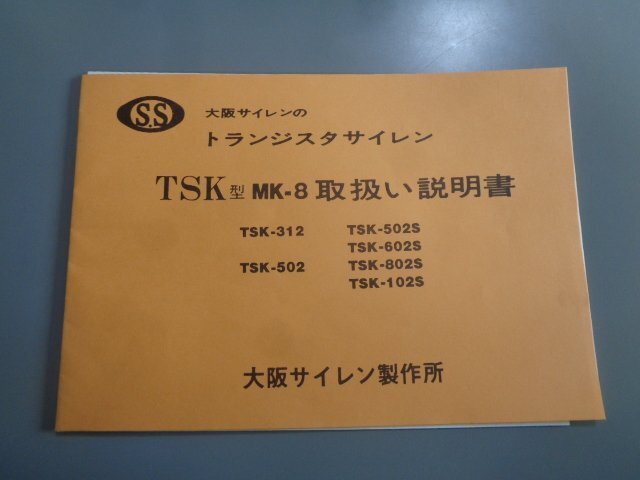 S.S
大阪サイレンの
トランジスタサイレン
TSK型 MK-8 取扱い説明書
TSK-312 TSK-502S
TSK-602S
TSK-502 TSK-802S
TSK-102S
大阪サイレン製作所